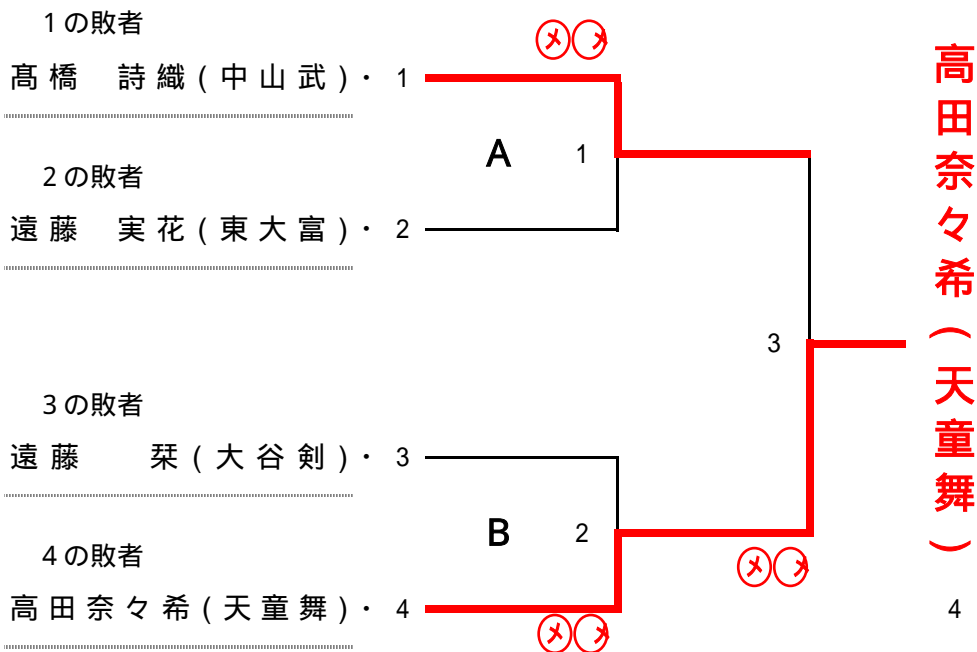 1の敗者
髙橋 詩織(中山武)・ 1
メ メ
A 1
2の敗者
遠藤 実花(東大富)・ 2
3
3の敗者
遠藤 栞(大谷剣)・ 3
B 2
4の敗者
高田奈々希(天童舞)・ 4
メ メ
メ メ
高田奈々希(天童舞)
4